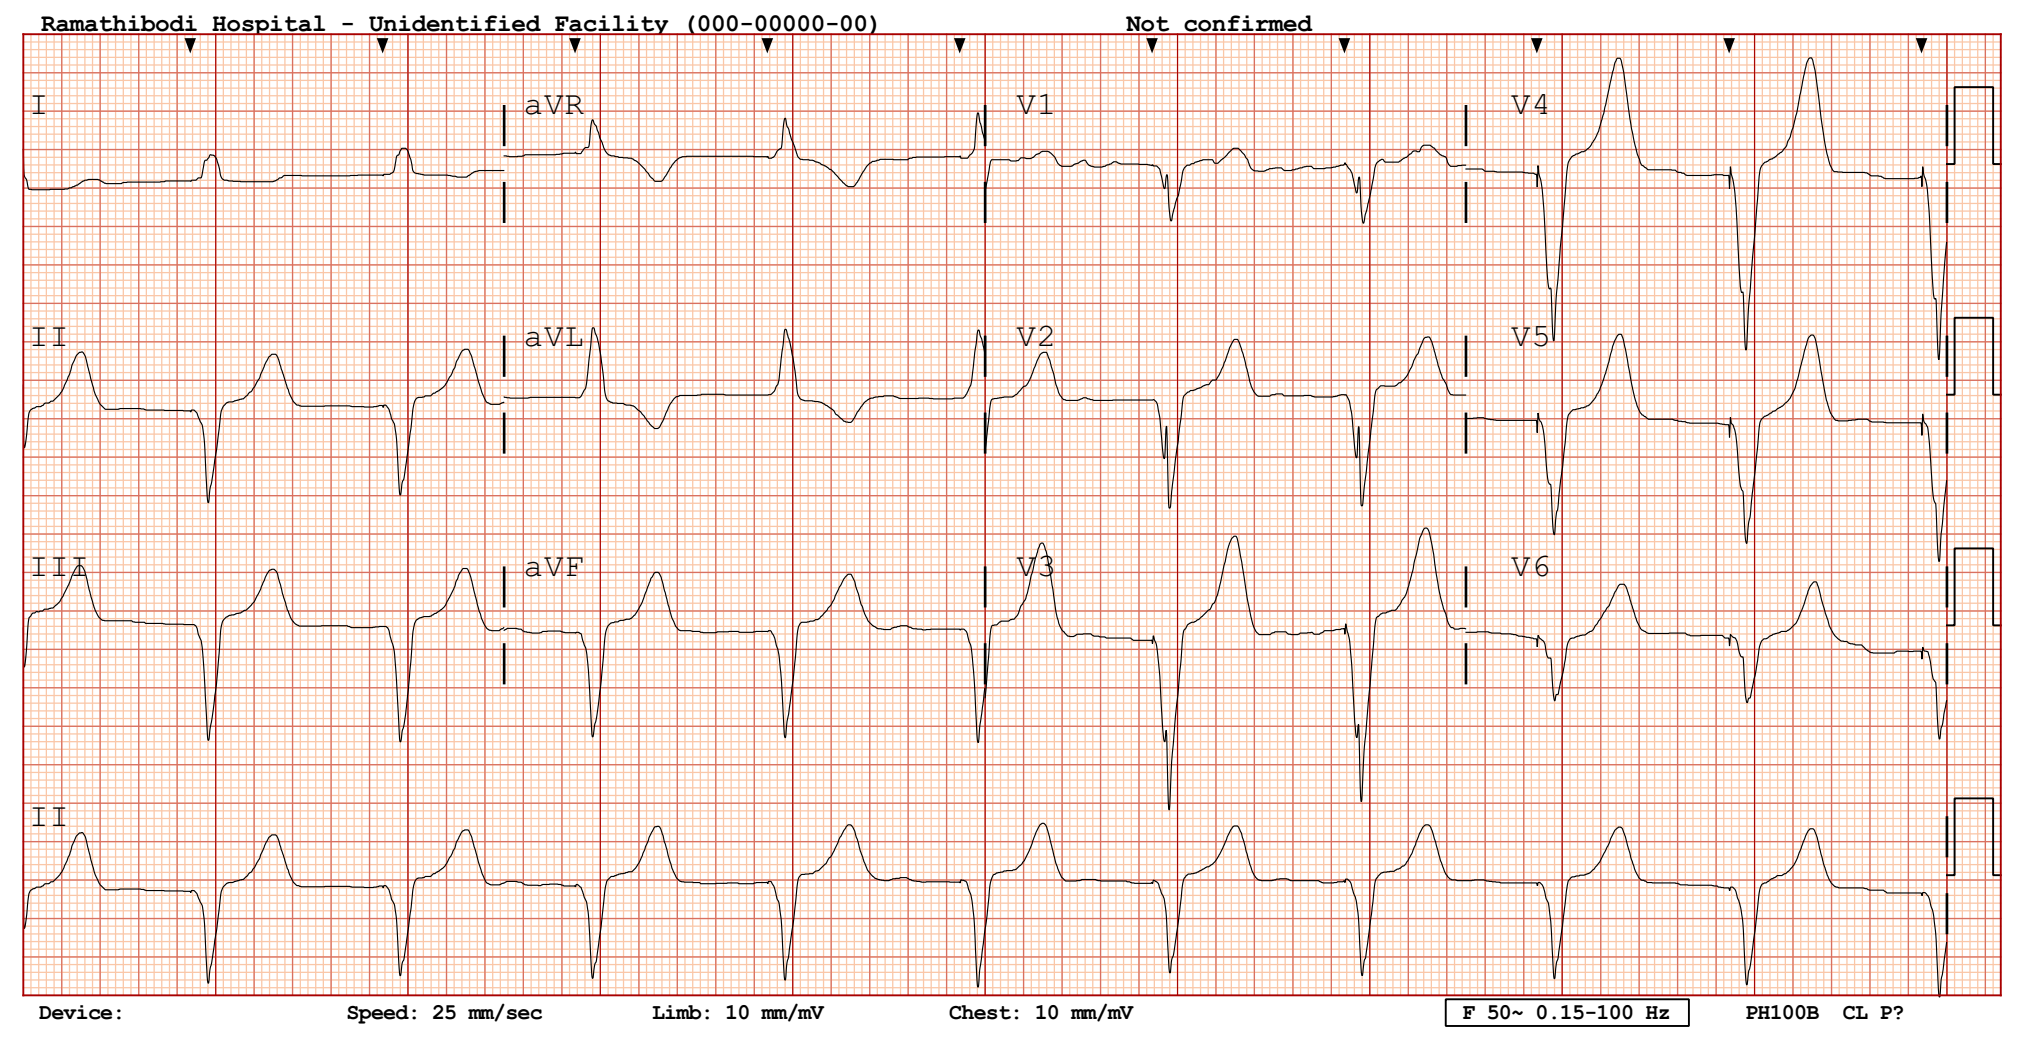 Ramathibodi Hospital - Unidentified Facility (000-00000-00) Not confirmed
I aVR V1 V4
II aVL V2 V5
III aVF V3 V6
II
Device: Speed: 25 mm/sec Limb: 10 mm/mV Chest: 10 mm/mV F 50~ 0.15-100 Hz PH100B CL P?